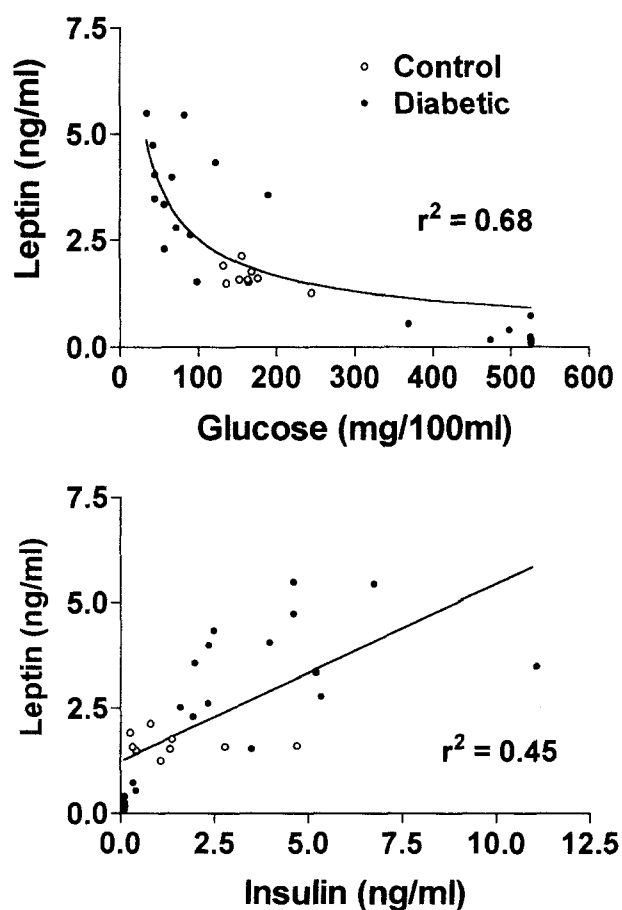 7.5
Control
Diabetic
5.0
Leptin (ng/ml)
r² = 0.68
2.5
0.0
0 100 200 300 400 500 600
Glucose (mg/100ml)
7.5
5.0
Leptin (ng/ml)
2.5
r² = 0.45
0.0
0.0 2.5 5.0 7.5 10.0 12.5
Insulin (ng/ml)